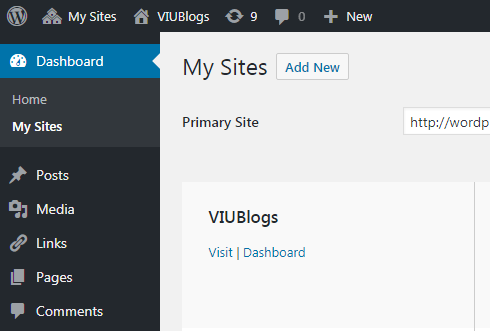 My Sites VIUBlogs 9 0 New
Dashboard
Home
My Sites
Posts
Media
Links
Pages
Comments
My Sites Add New
Primary Site http://wordp
VIUBlogs
Visit | Dashboard